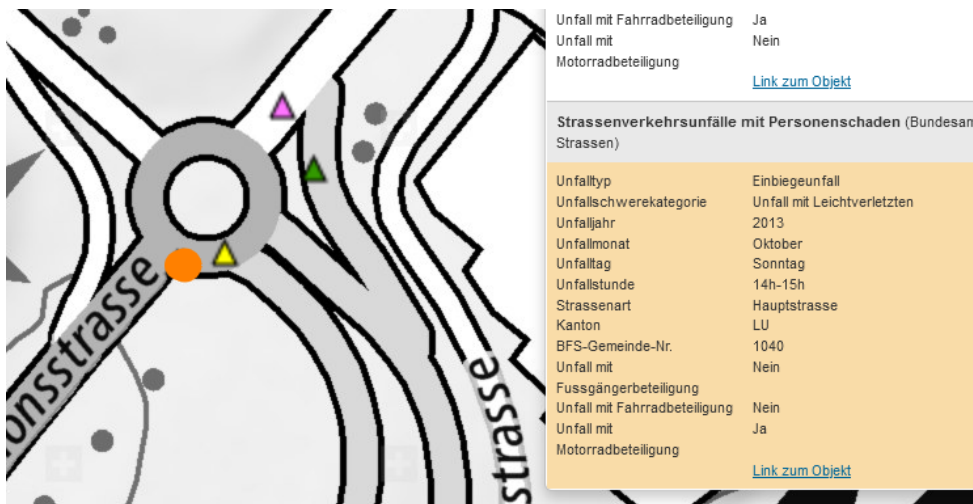 Unfall mit Fahrradbeteiligung Ja
Unfall mit Nein
Motorradbeteiligung
Link zum Objekt
Strassenverkehrsunfälle mit Personenschaden (Bundesam
Strassen)
Unfalltyp Einbiegeunfall
Unfallschwerekategorie Unfall mit Leichtverletzten
Unfalljahr 2013
Unfallmonat Oktober
Unfalltag Sonntag
Unfallstunde 14h-15h
Strassenart Hauptstrasse
Kanton LU
BFS-Gemeinde-Nr. 1040
Unfall mit Nein
Fussgängerbeteiligung
Unfall mit Fahrradbeteiligung Nein
Unfall mit Ja
Motorradbeteiligung
Link zum Objekt
onsstrasse
strasse